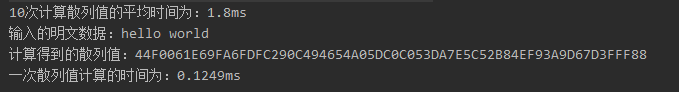 10次计算散列值的平均时间为：1.8ms
输入的明文数据：hello world
计算得到的散列值：44F0061E69FA6FDFC290C494654A05DC0C053DA7E5C52B84EF93A9D67D3FFF88
一次散列值计算的时间为：0.1249ms